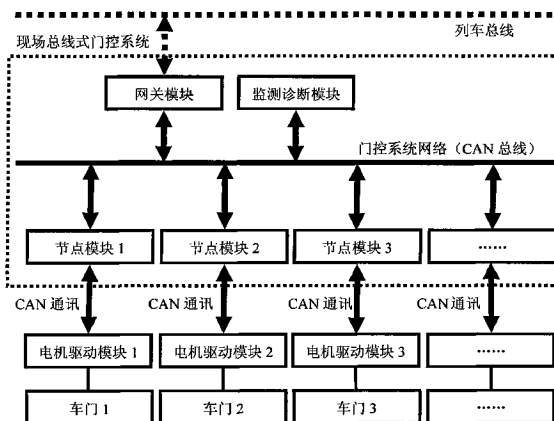 列车总线
现场总线式门控系统
网关模块 监测诊断模块
门控系统网络（CAN 总线）
节点模块 1 节点模块 2 节点模块 3 ……
CAN 通讯 CAN 通讯 CAN 通讯 CAN 通讯
电机驱动模块 1 电机驱动模块 2 电机驱动模块 3 ……
车门 1 车门 2 车门 3 ……